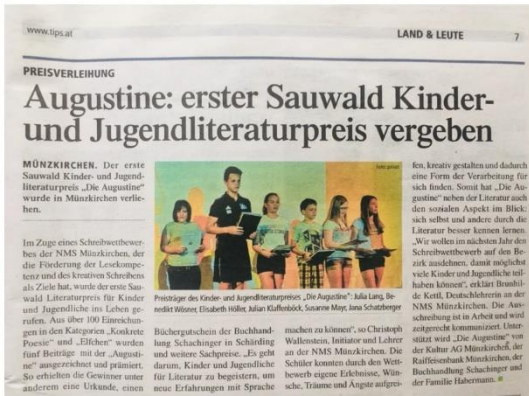 www.tips.at
LAND & LEUTE 7
PREISVERLEIHUNG
Augustine: erster Sauwald Kinder-
und Jugendliteraturpreis vergeben
MÜNZKIRCHEN. Der erste
Sauwald Kinder- und Jugend-
literaturpreis „Die Augustine“
wurde in Münzkirchen verlie-
hen.
Im Zuge eines Schreibwettbewer-
bes der NMS Münzkirchen, der
die Förderung der Lesekompe-
tenz und des kreativen Schreibens
als Ziele hat, wurde der erste Sau-
wald Literaturpreis für Kinder
und Jugendliche ins Leben ge-
rufen. Aus über 100 Einreichun-
gen in den Kategorien „Konkrete
Poesie“ und „Elfchen“ wurden
fünf Beiträge mit der „Augusti-
ne“ ausgezeichnet und prämiert.
So erhielten die Gewinner unter
anderem eine Urkunde, einen
Preisträger des Kinder- und Jugendliteraturpreises „Die Augustine“: Julia Lang, Be-
nedikt Wösner, Elisabeth Höller, Julian Klaffenböck, Susanne Mayr, Jana Schatzberger
Büchergutschein der Buchhand-
lung Schachinger in Schärding
und weitere Sachpreise. „Es geht
darum, Kinder und Jugendliche
für Literatur zu begeistern, um
neue Erfahrungen mit Sprache
machen zu können“, so Christoph
Wallenstein, Initiator und Lehrer
an der NMS Münzkirchen. Die
Schüler konnten durch den Wett-
bewerb eigene Erlebnisse, Wün-
sche, Träume und Ängste aufgrei-
fen, kreativ gestalten und dadurch
eine Form der Verarbeitung für
sich finden. Somit hat „Die Au-
gustine“ neben der Literatur auch
den sozialen Aspekt im Blick:
sich selbst und andere durch die
Literatur besser kennen lernen.
„Wir wollen im nächsten Jahr den
Schreibwettbewerb auf den Be-
zirk ausdehnen, damit möglichst
viele Kinder und Jugendliche teil-
haben können“, erklärt Brunhil-
de Kettl, Deutschlehrerin an der
NMS Münzkirchen. Die Aus-
schreibung ist in Arbeit und wird
zeitgerecht kommuniziert. Unter-
stützt wird „Die Augustine“ von
der Kultur AG Münzkirchen, der
Raiffeisenbank Münzkirchen, der
Buchhandlung Schachinger und
der Familie Habermann.